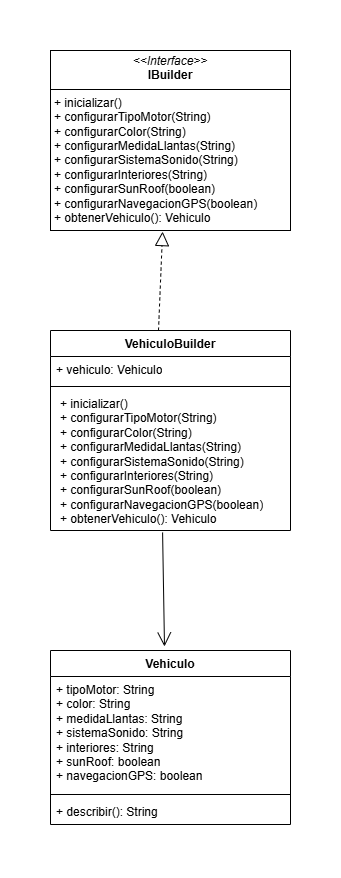 <<Interface>>
IBuilder
+ inicializar()
+ configurarTipoMotor(String)
+ configurarColor(String)
+ configurarMedidaLlantas(String)
+ configurarSistemaSonido(String)
+ configurarInteriores(String)
+ configurarSunRoof(boolean)
+ configurarNavegacionGPS(boolean)
+ obtenerVehiculo(): Vehiculo
VehiculoBuilder
+ vehiculo: Vehiculo
+ inicializar()
+ configurarTipoMotor(String)
+ configurarColor(String)
+ configurarMedidaLlantas(String)
+ configurarSistemaSonido(String)
+ configurarInteriores(String)
+ configurarSunRoof(boolean)
+ configurarNavegacionGPS(boolean)
+ obtenerVehiculo(): Vehiculo
Vehiculo
+ tipoMotor: String
+ color: String
+ medidaLlantas: String
+ sistemaSonido: String
+ interiores: String
+ sunRoof: boolean
+ navegacionGPS: boolean
+ describir(): String